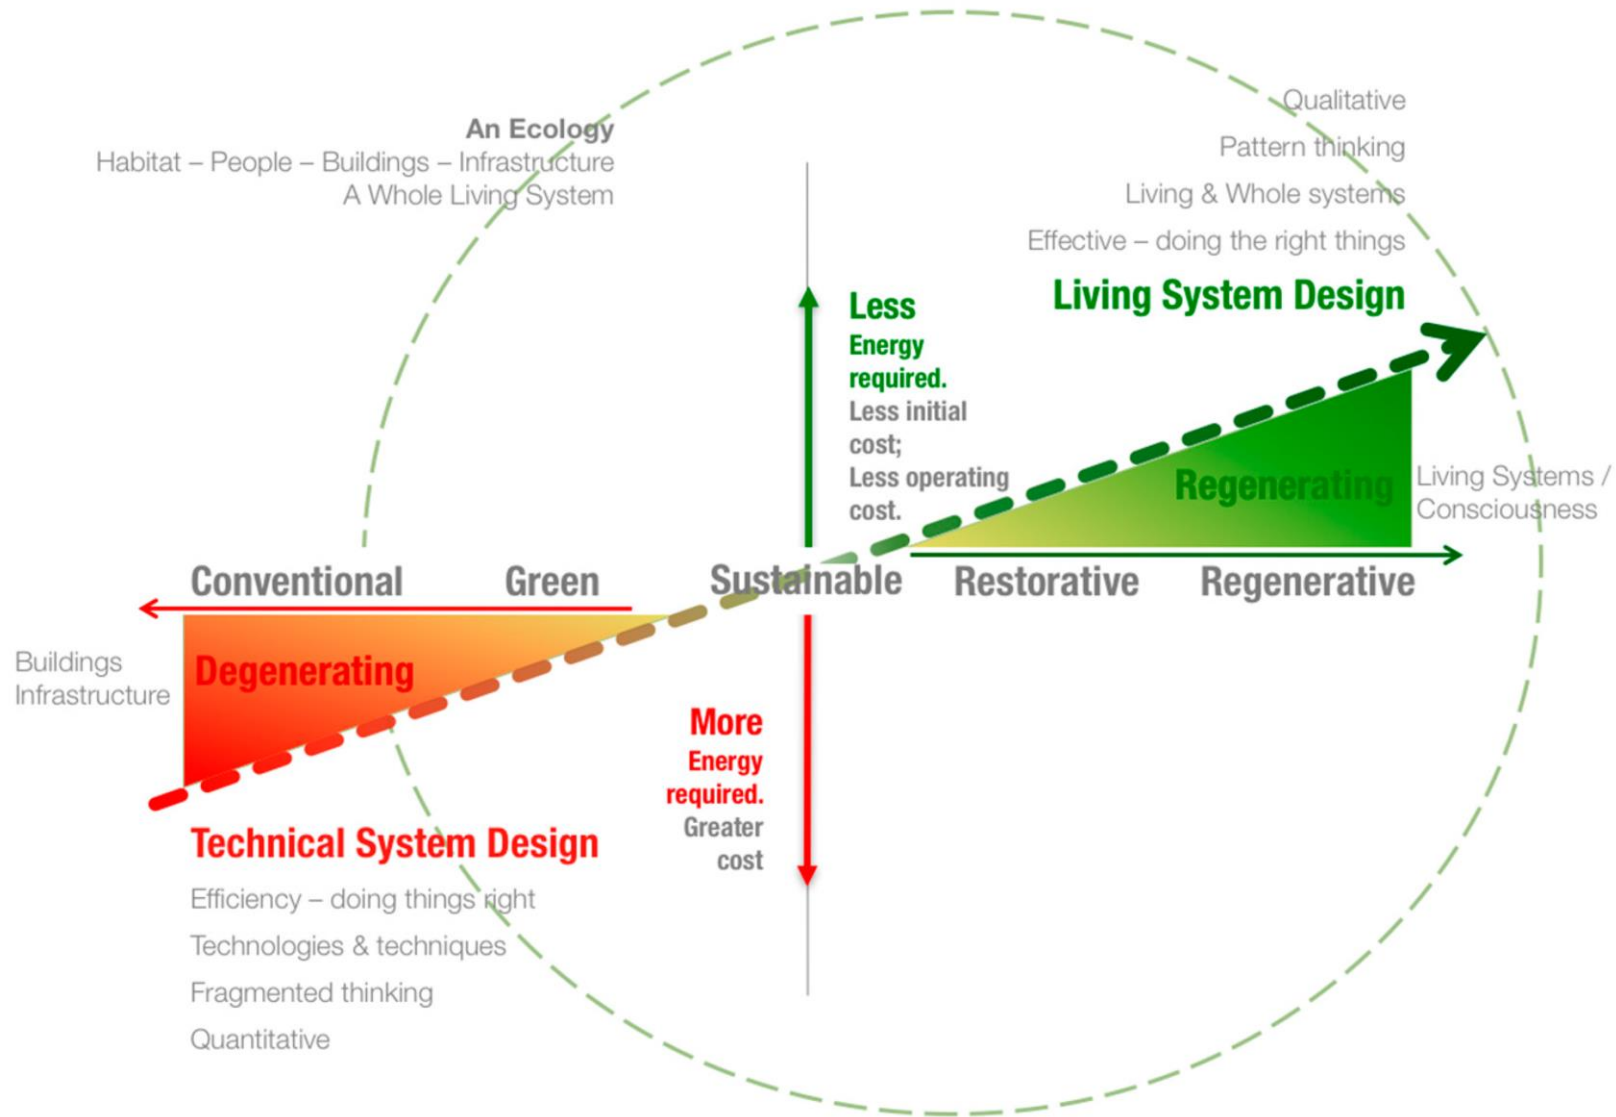 An Ecology
Habitat – People – Buildings – Infrastructure
A Whole Living System
Qualitative
Pattern thinking
Living & Whole systems
Effective – doing the right things
Living System Design
Less
Energy
required.
Less initial
cost;
Less operating
cost.
Regenerating
Living Systems /
Consciousness
Conventional
Green
Sustainable
Restorative
Regenerative
Buildings
Infrastructure
Degenerating
More
Energy
required.
Greater
cost
Technical System Design
Efficiency – doing things right
Technologies & techniques
Fragmented thinking
Quantitative